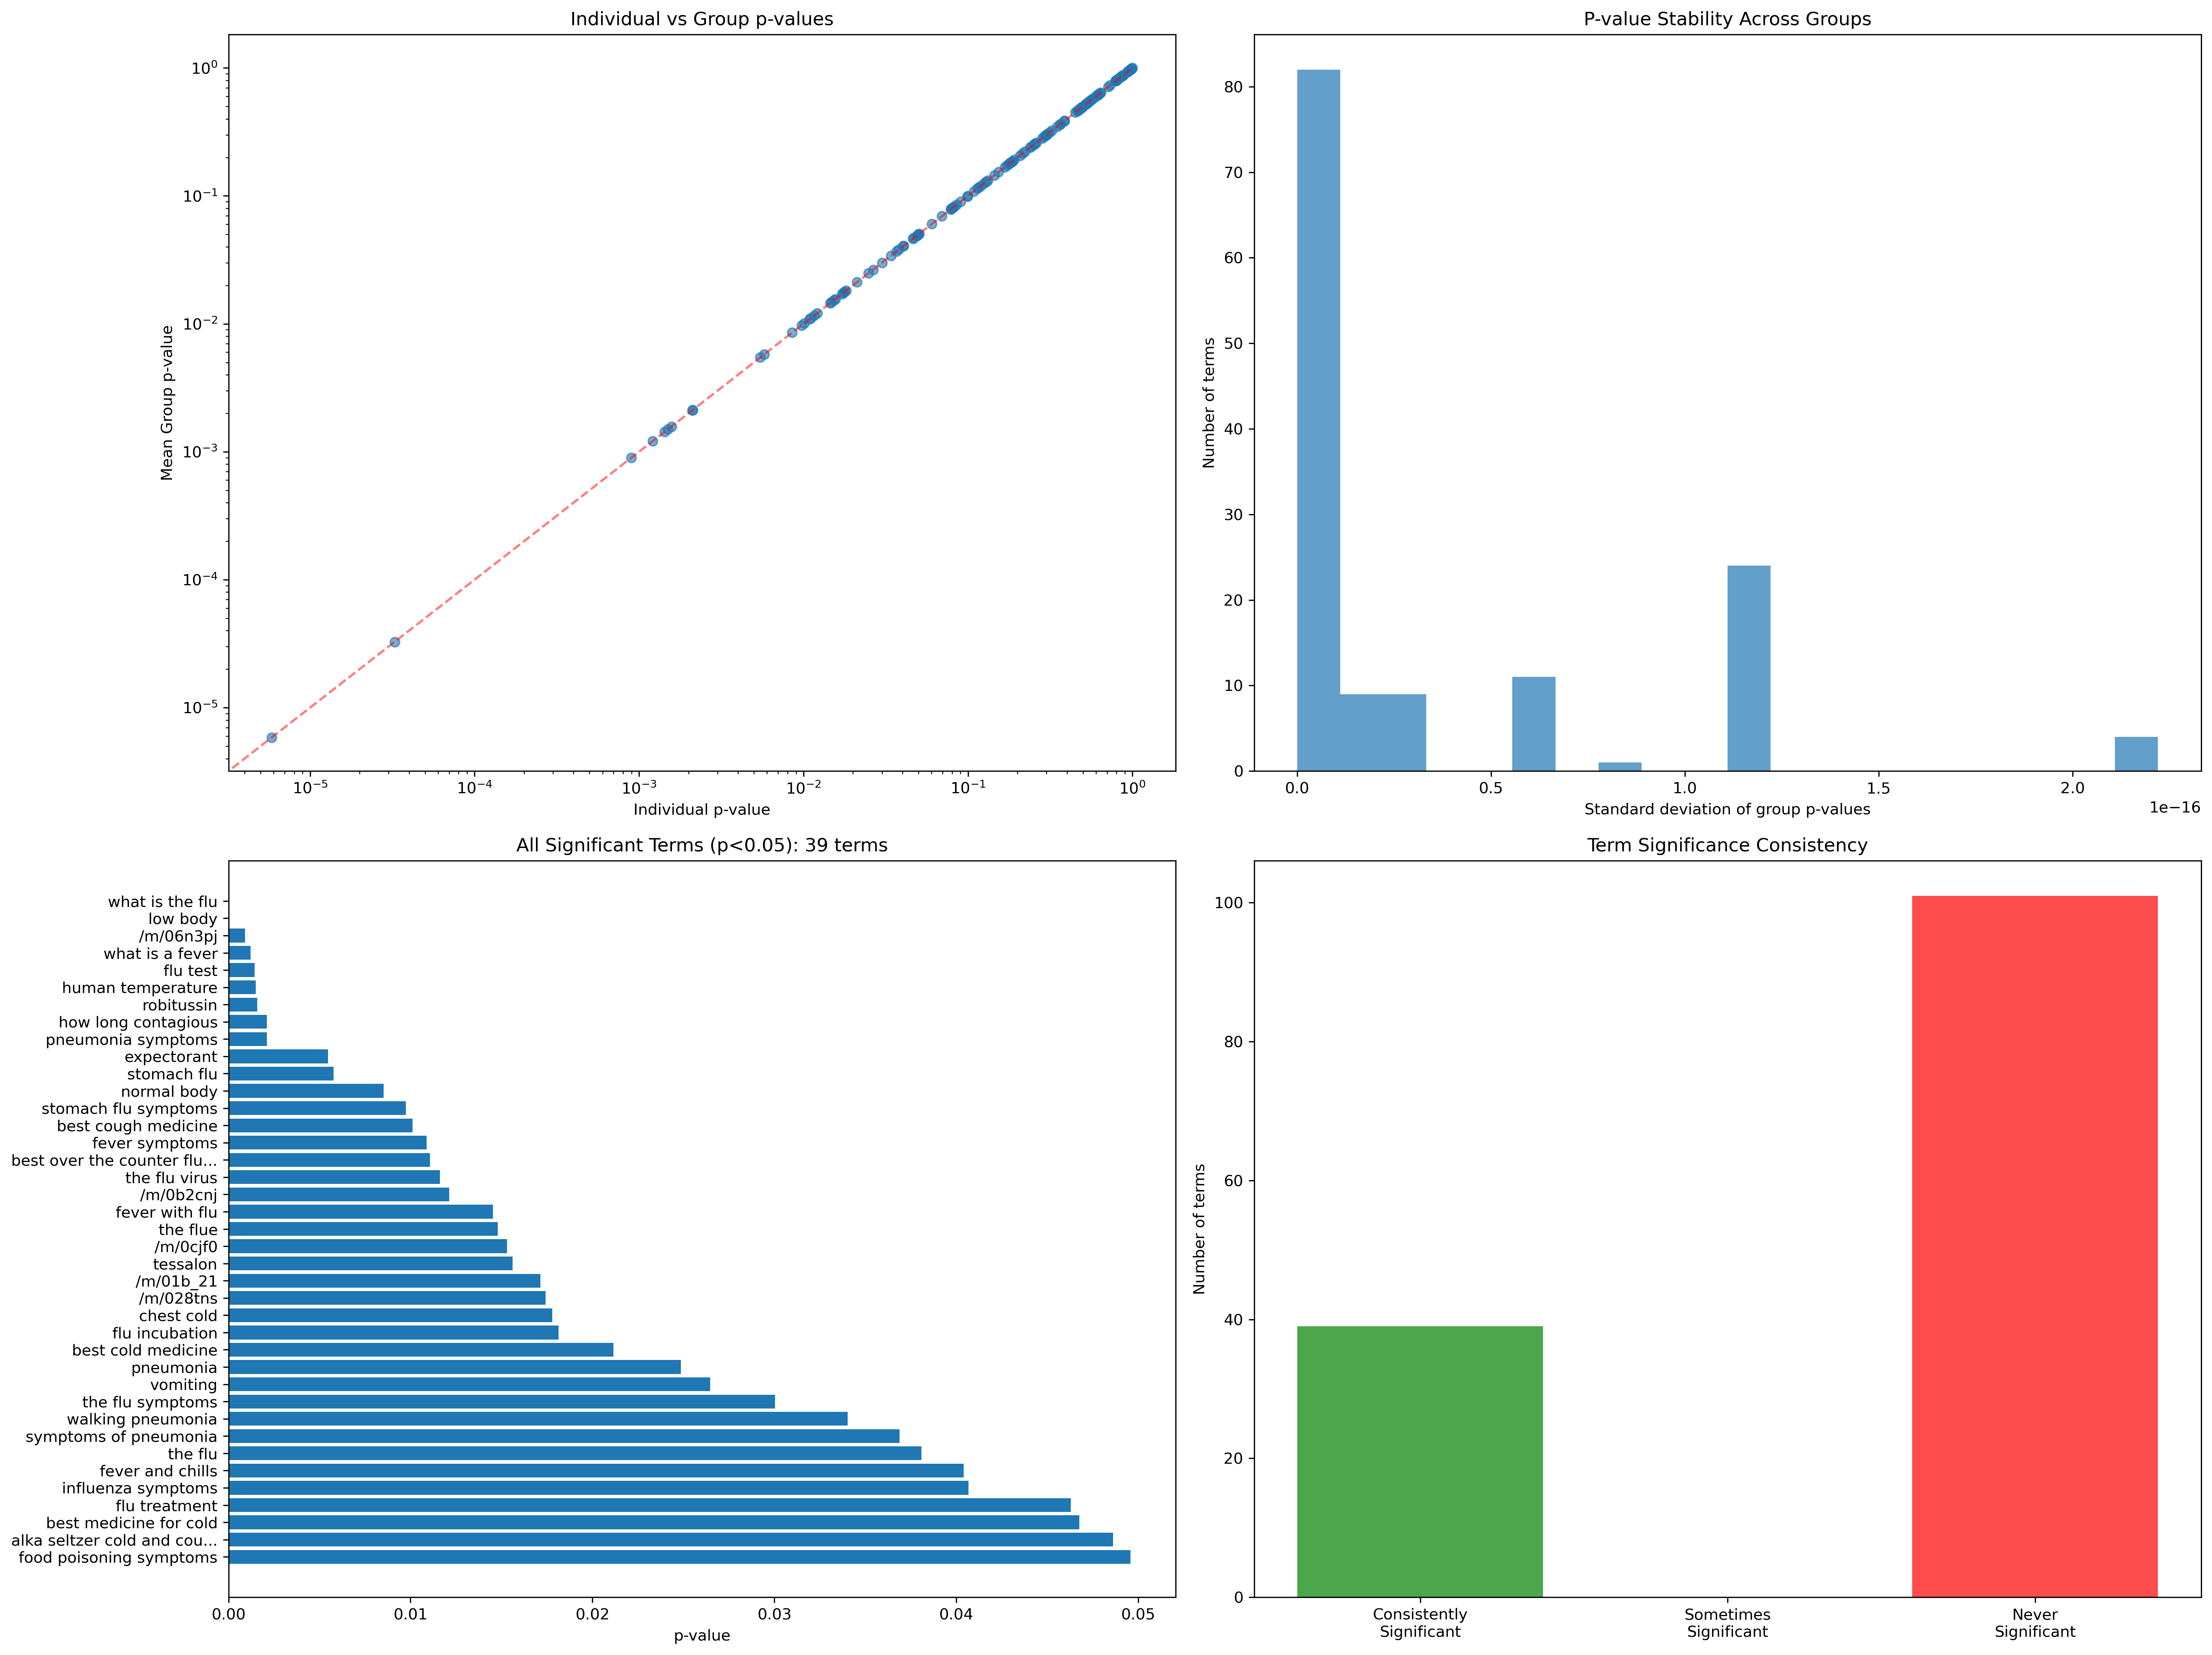 Individual vs Group p-values
10⁰
10⁻¹
10⁻²
10⁻³
10⁻⁴
10⁻⁵
Mean Group p-value
10⁻⁵
10⁻⁴
10⁻³
10⁻²
10⁻¹
10⁰
Individual p-value
P-value Stability Across Groups
80
70
60
50
40
30
20
10
0
Number of terms
0.0
0.5
1.0
1.5
2.0
1e−16
Standard deviation of group p-values
All Significant Terms (p<0.05): 39 terms
what is the flu
low body
/m/06n3pj
what is a fever
flu test
human temperature
robitussin
how long contagious
pneumonia symptoms
expectorant
stomach flu
normal body
stomach flu symptoms
best cough medicine
fever symptoms
best over the counter flu...
the flu virus
/m/0b2cnj
fever with flu
the flue
/m/0cjf0
tessalon
/m/01b_21
/m/028tns
chest cold
flu incubation
best cold medicine
pneumonia
vomiting
the flu symptoms
walking pneumonia
symptoms of pneumonia
the flu
fever and chills
influenza symptoms
flu treatment
best medicine for cold
alka seltzer cold and cou...
food poisoning symptoms
0.00
0.01
0.02
0.03
0.04
0.05
p-value
Term Significance Consistency
100
80
60
40
20
0
Number of terms
Consistently
Significant
Sometimes
Significant
Never
Significant